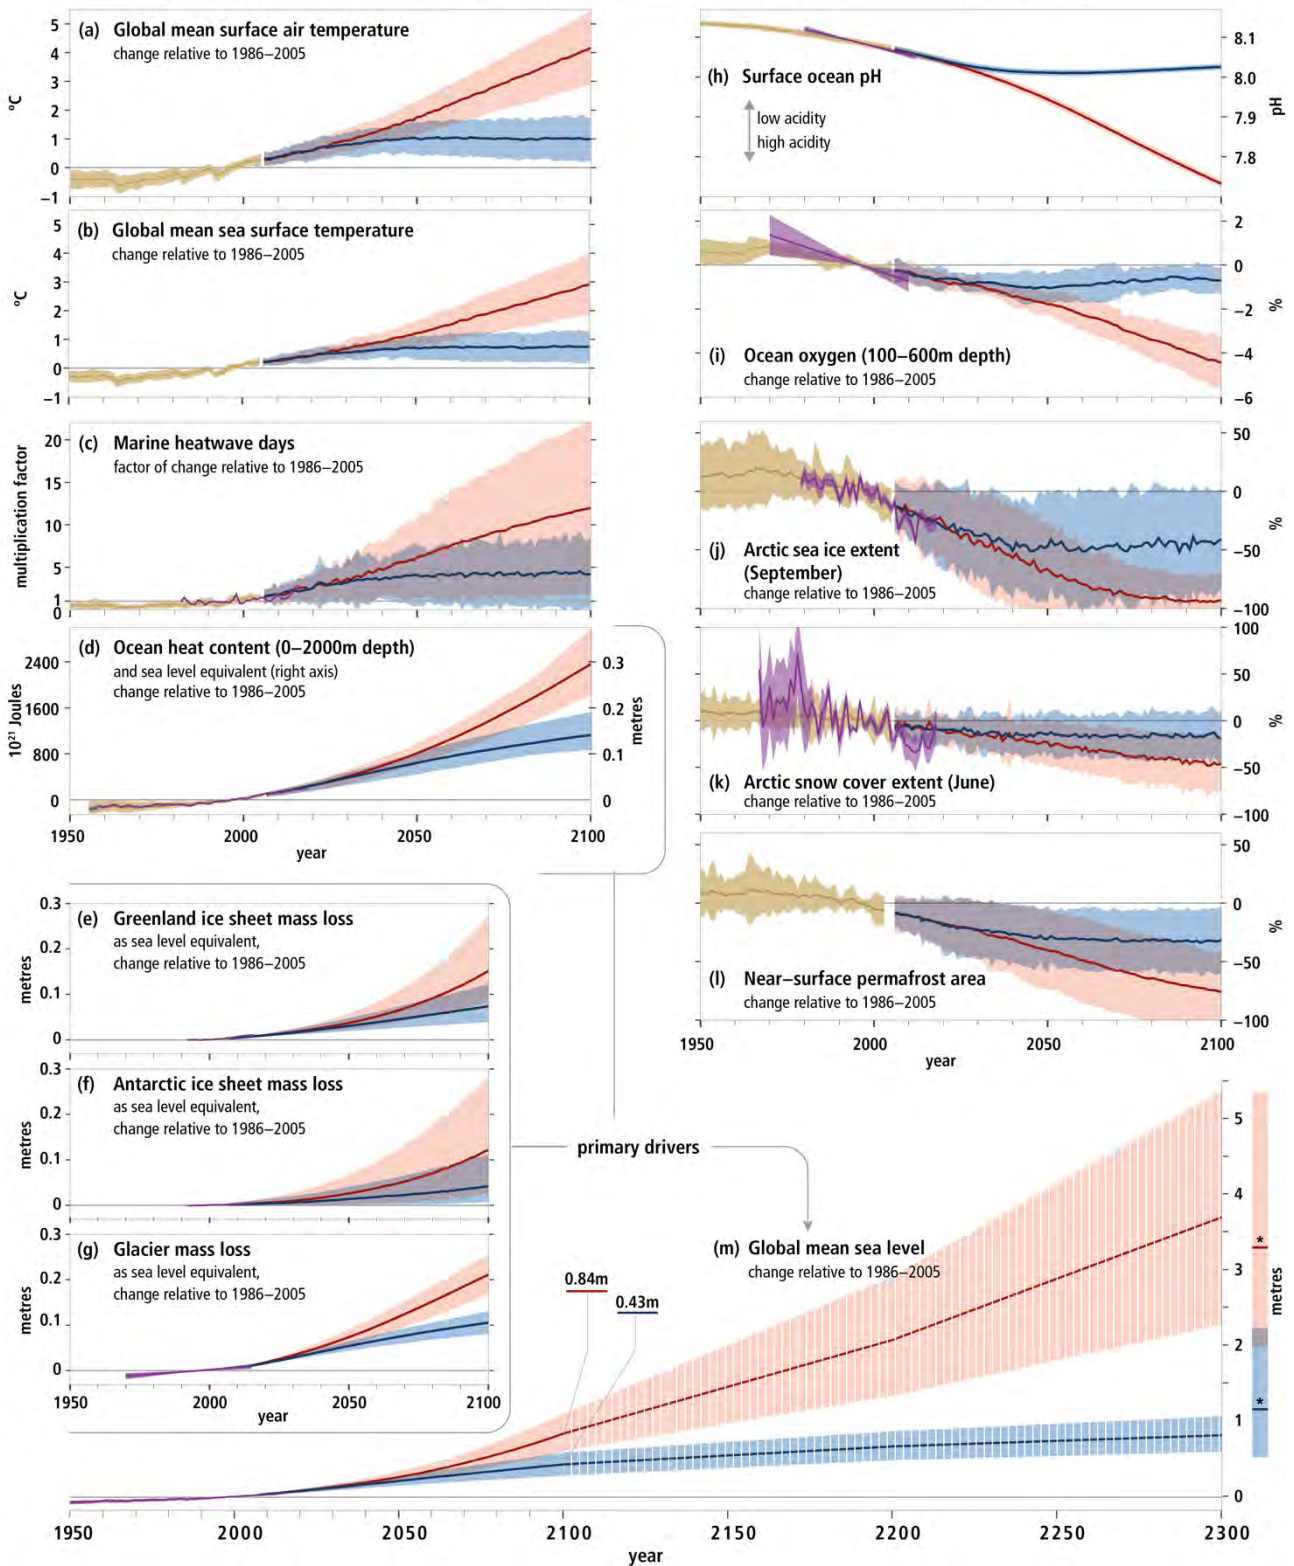 (a) Global mean surface air temperature
change relative to 1986–2005
5
4
3
2
1
0
−1
°C
(b) Global mean sea surface temperature
change relative to 1986–2005
5
4
3
2
1
0
−1
°C
(c) Marine heatwave days
factor of change relative to 1986–2005
20
15
10
5
1
0
multiplication factor
(d) Ocean heat content (0–2000m depth)
and sea level equivalent (right axis)
change relative to 1986–2005
2400
1600
800
0
10²¹ Joules
0.3
0.2
0.1
0
metres
1950 2000 2050 2100
year
(e) Greenland ice sheet mass loss
as sea level equivalent,
change relative to 1986–2005
0.3
0.2
0.1
0
metres
(f) Antarctic ice sheet mass loss
as sea level equivalent,
change relative to 1986–2005
0.3
0.2
0.1
0
metres
(g) Glacier mass loss
as sea level equivalent,
change relative to 1986–2005
0.3
0.2
0.1
0
metres
1950 2000 2050 2100
year
(h) Surface ocean pH
low acidity
high acidity
8.1
8.0
7.9
7.8
pH
(i) Ocean oxygen (100–600m depth)
change relative to 1986–2005
2
0
−2
−4
−6
%
(j) Arctic sea ice extent
(September)
change relative to 1986–2005
50
0
−50
−100
%
(k) Arctic snow cover extent (June)
change relative to 1986–2005
100
50
0
−50
−100
%
(l) Near–surface permafrost area
change relative to 1986–2005
50
0
−50
−100
%
1950 2000 2050 2100
year
primary drivers
(m) Global mean sea level
change relative to 1986–2005
0.84m
0.43m
5
4
3
2
1
0
metres
*
*
1950 2000 2050 2100 2150 2200 2250 2300
year